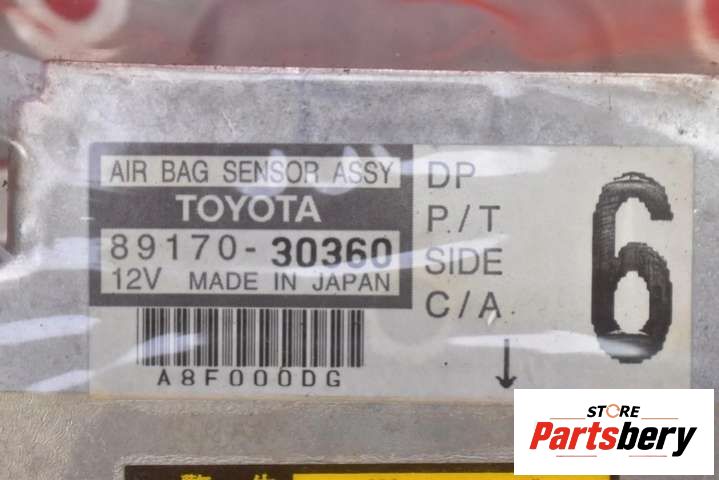 AIR BAG SENSOR ASSY
TOYOTA
89170-30360
12V MADE IN JAPAN
A8F000DG
DP
P./T
SIDE
C/A
↓
6
STORE
Partsbery